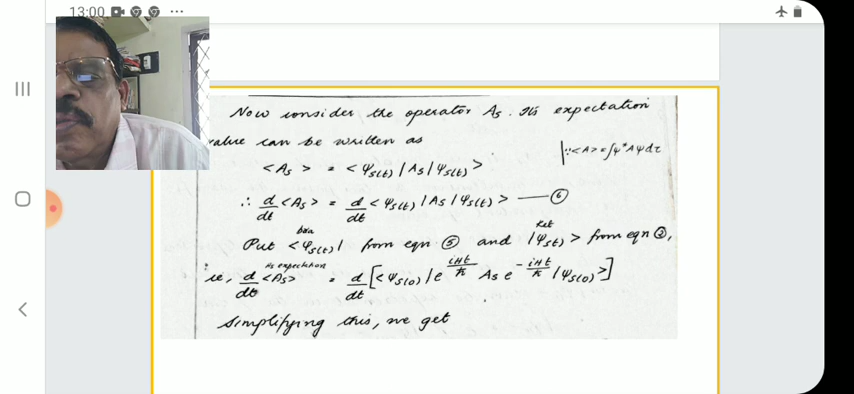 13:00
Now consider the operator As. Its expectation
value can be written as
|∵<A> = ∫ψ*Aψdτ
<As> = <ψs(t)/As/ψs(t)>
∴ d/dt <As> = d/dt <ψs(t)/As/ψs(t)> — ⑥
bra ket
Put <ψs(t)| from eqn ⑤ and |ψs(t)> from eqn ③,
its expectation
ie, d/dt <As> = d/dt [<ψs(0)/e^iHt/ħ As e^-iHt/ħ /ψs(0)>]
Simplifying this, we get